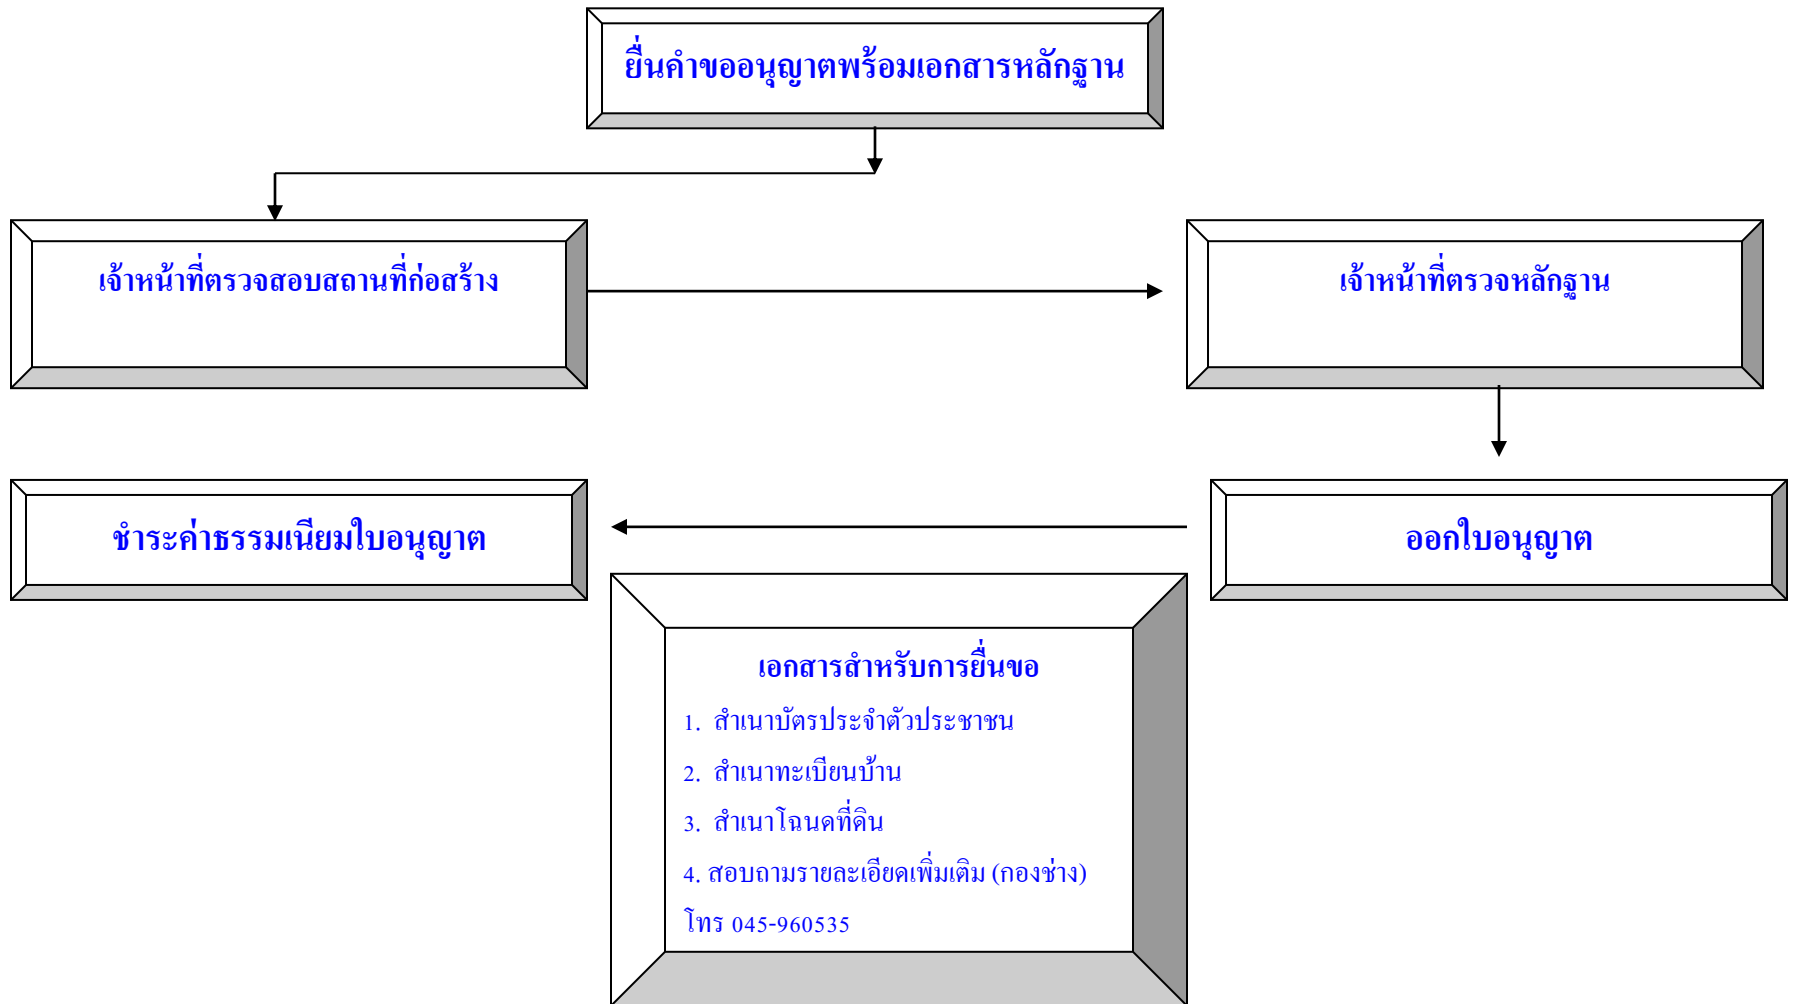 ยื่นคำขออนุญาตพร้อมเอกสารหลักฐาน
เจ้าหน้าที่ตรวจสอบสถานที่ก่อสร้าง
เจ้าหน้าที่ตรวจหลักฐาน
ชำระค่าธรรมเนียมใบอนุญาต
ออกใบอนุญาต
เอกสารสำหรับการยื่นขอ
1. สำเนาบัตรประจำตัวประชาชน
2. สำเนาทะเบียนบ้าน
3. สำเนาโฉนดที่ดิน
4. สอบถามรายละเอียดเพิ่มเติม (กองช่าง)
โทร 045-960535